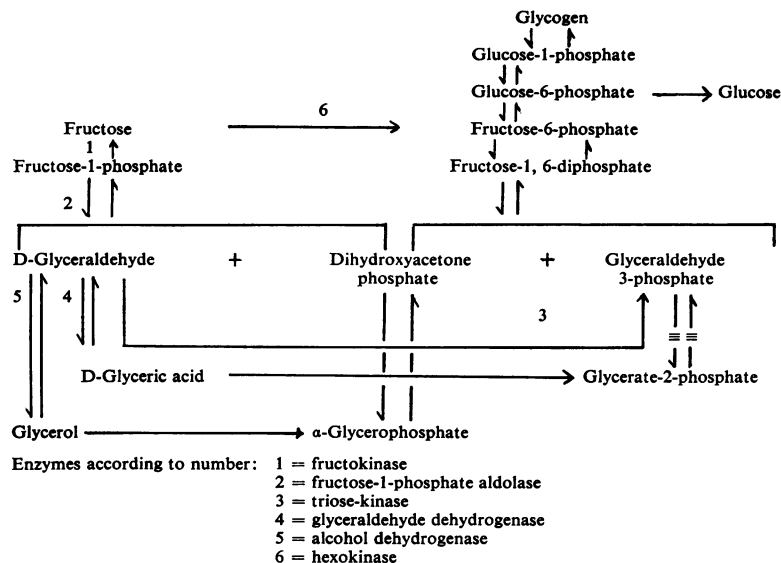 Glycogen
Glucose-1-phosphate
Glucose-6-phosphate
Glucose
6
Fructose
Fructose-6-phosphate
1
Fructose-1-phosphate
Fructose-1, 6-diphosphate
2
D-Glyceraldehyde + Dihydroxyacetone phosphate + Glyceraldehyde 3-phosphate
5
4
3
D-Glyceric acid
Glycerate-2-phosphate
Glycerol
α-Glycerophosphate
Enzymes according to number: 1 = fructokinase
2 = fructose-1-phosphate aldolase
3 = triose-kinase
4 = glyceraldehyde dehydrogenase
5 = alcohol dehydrogenase
6 = hexokinase